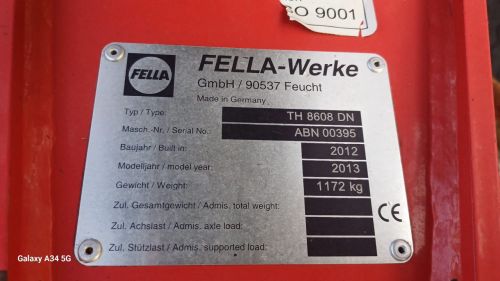 SO 9001
FELLA
FELLA-Werke
GmbH / 90537 Feucht
Made in Germany
Typ / Type: TH 8608 DN
Masch.-Nr. / Serial No.: ABN 00395
Baujahr / Built in: 2012
Modelljahr / model year: 2013
Gewicht / Weight: 1172 kg
Zul. Gesamtgewicht / Admis. total weight:
Zul. Achslast / Admis. axle load:
Zul. Stützlast / Admis. supported load:
CE
Galaxy A34 5G